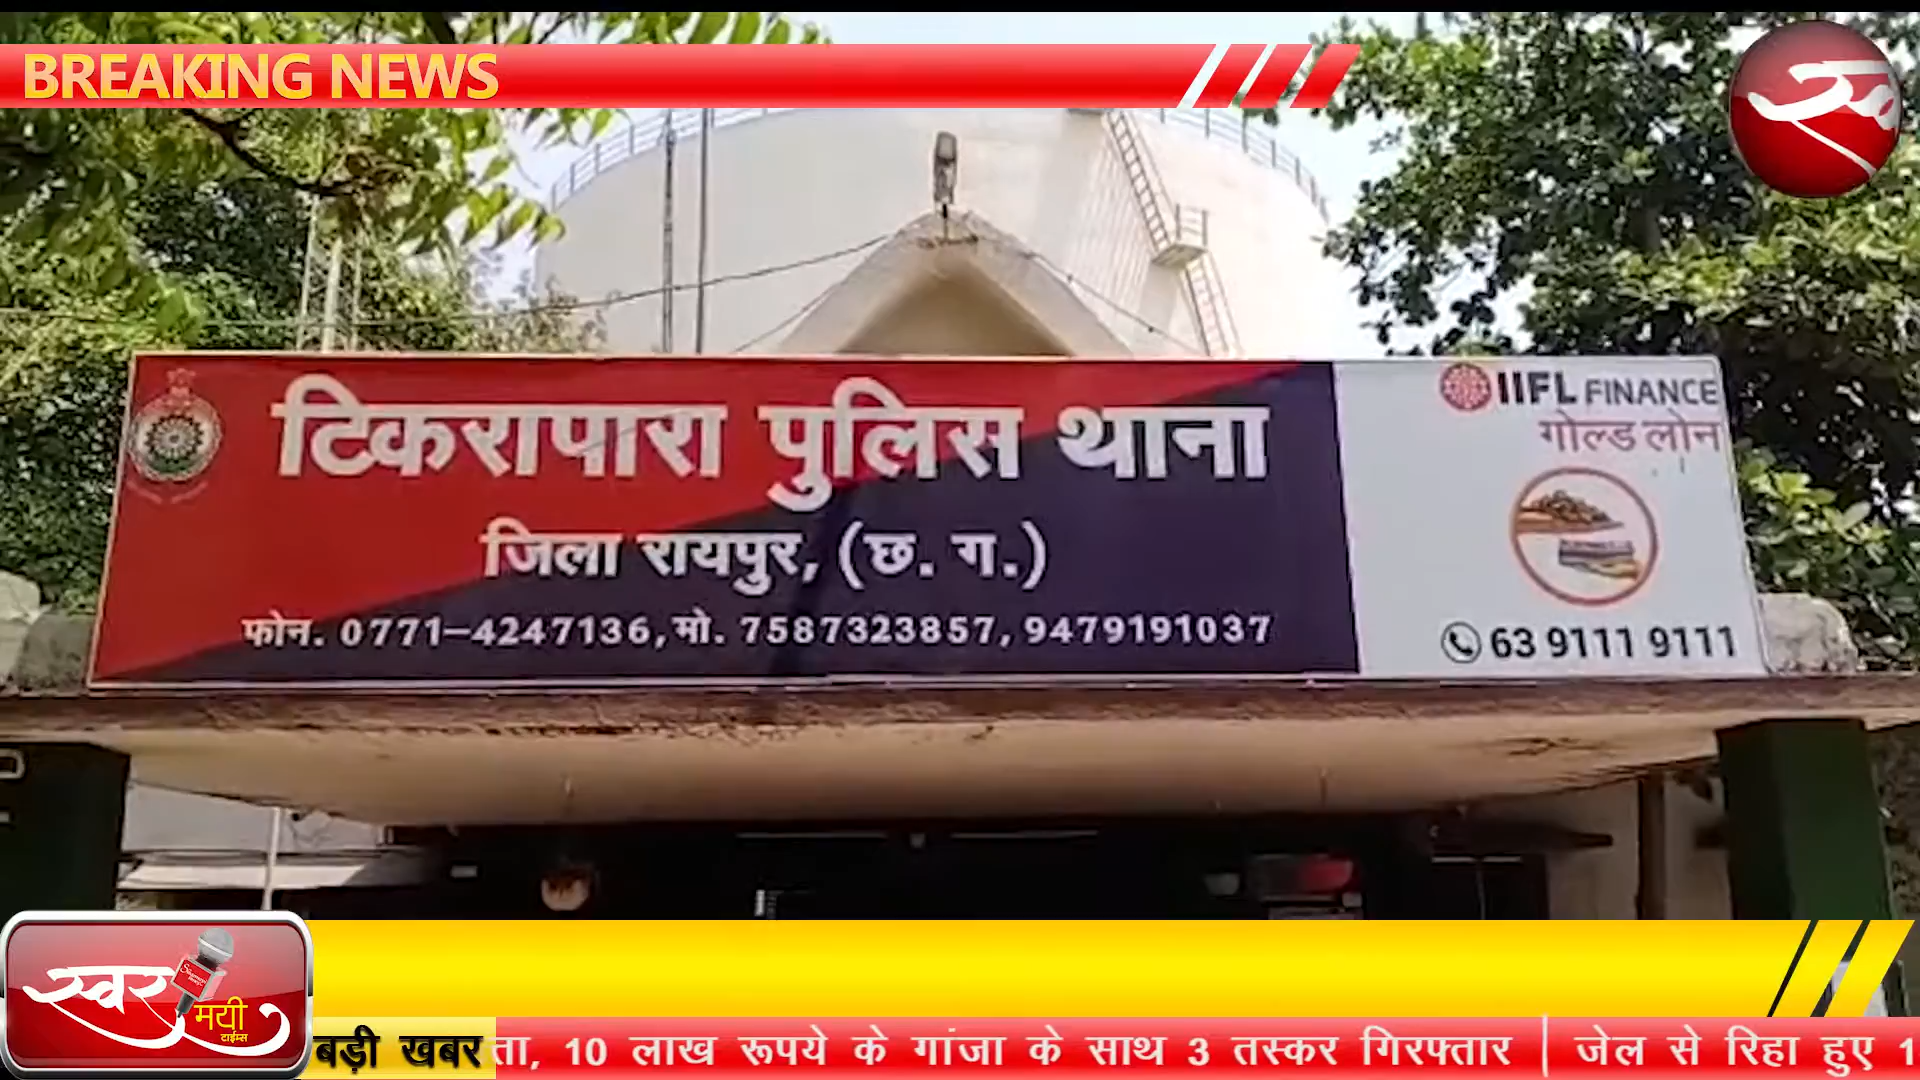 BREAKING NEWS
टिकरापारा पुलिस थाना
जिला रायपुर, (छ. ग.)
फोन. 0771-4247136, मो. 7587323857, 9479191037
IIFL FINANCE
गोल्ड लोन
63 9111 9111
स्वर
मयी
टाईम्स
बड़ी खबर
ता, 10 लाख रूपये के गांजा के साथ 3 तस्कर गिरफ्तार | जेल से रिहा हुए 1